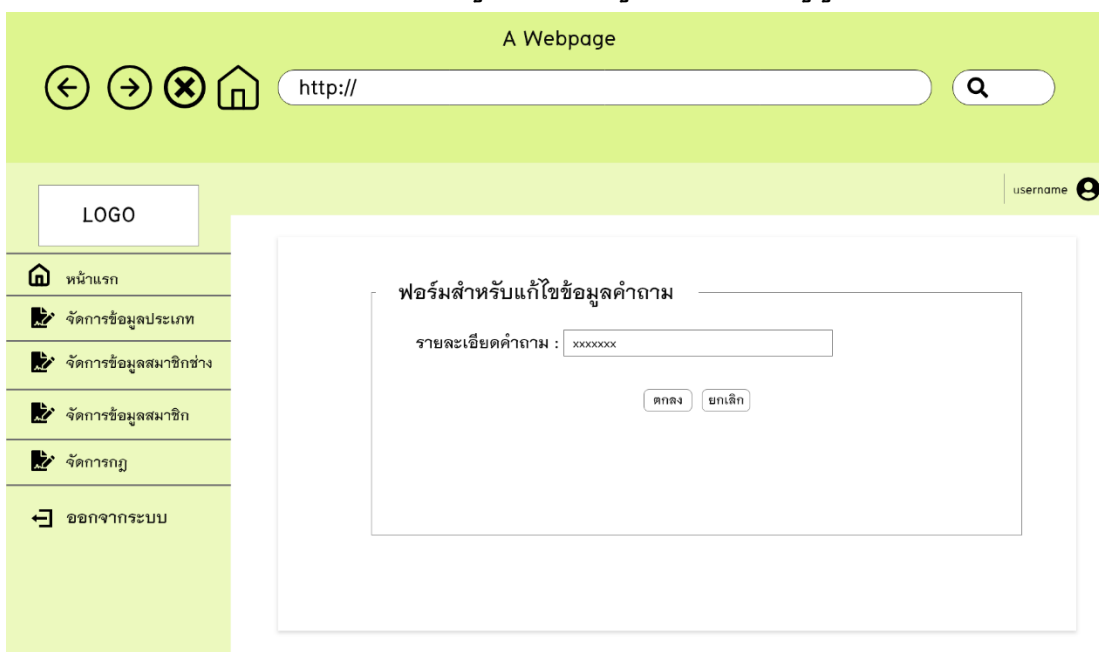 A Webpage
http://
username
LOGO
หน้าแรก
จัดการข้อมูลประเภท
จัดการข้อมูลสมาชิกช่าง
จัดการข้อมูลสมาชิก
จัดการกฎ
ออกจากระบบ
ฟอร์มสำหรับแก้ไขข้อมูลคำถาม
รายละเอียดคำถาม : xxxxxxx
ตกลง ยกเลิก